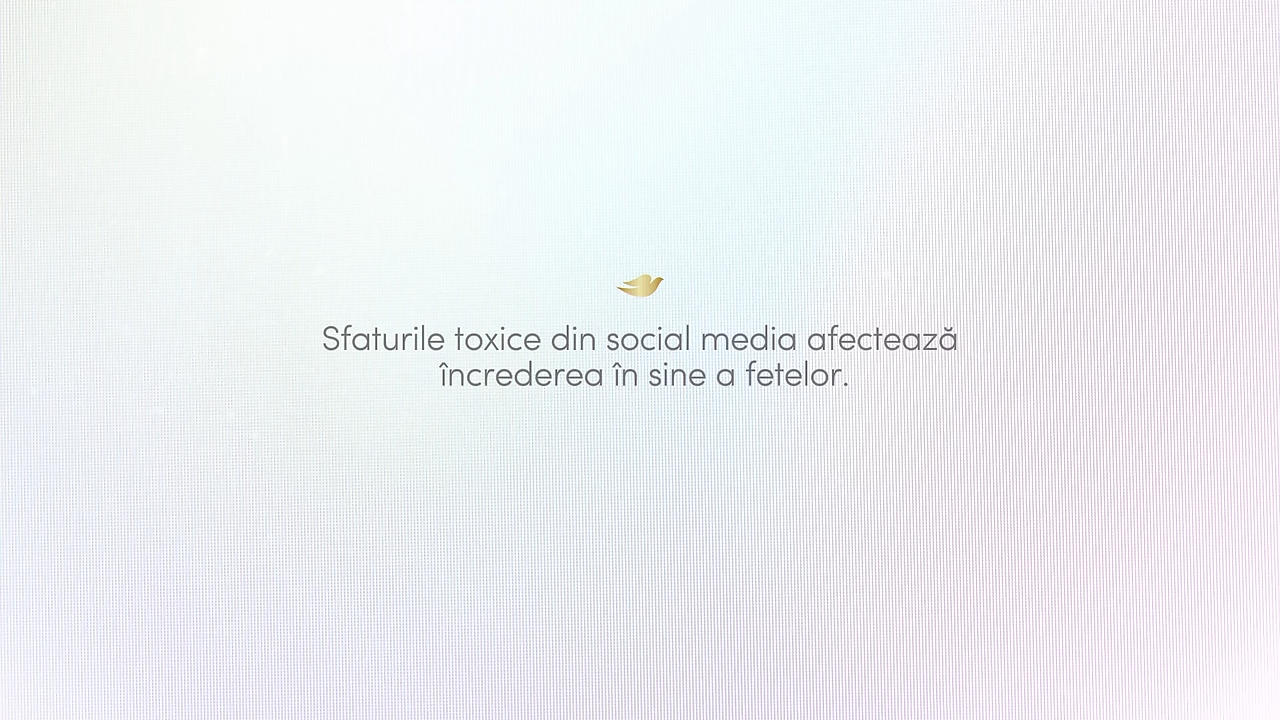 Sfaturile toxice din social media afectează
încrederea în sine a fetelor.